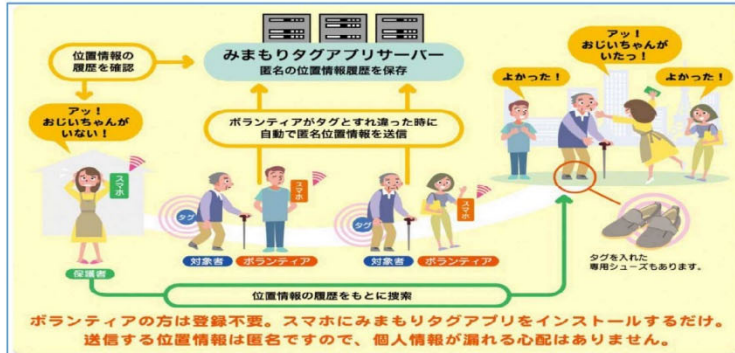 みまもりタグアプリサーバー
匿名の位置情報履歴を保存
位置情報の
履歴を確認
アッ！
おじいちゃんが
いない！
スマホ
保護者
ボランティアがタグとすれ違った時に
自動で匿名位置情報を送信
タグ
スマホ
対象者
ボランティア
タグ
スマホ
対象者
ボランティア
よかった！
アッ！
おじいちゃんが
いたっ！
よかった！
タグを入れた
専用シューズもあります。
位置情報の履歴をもとに捜索
ボランティアの方は登録不要。スマホにみまもりタグアプリをインストールするだけ。
送信する位置情報は匿名ですので、個人情報が漏れる心配はありません。